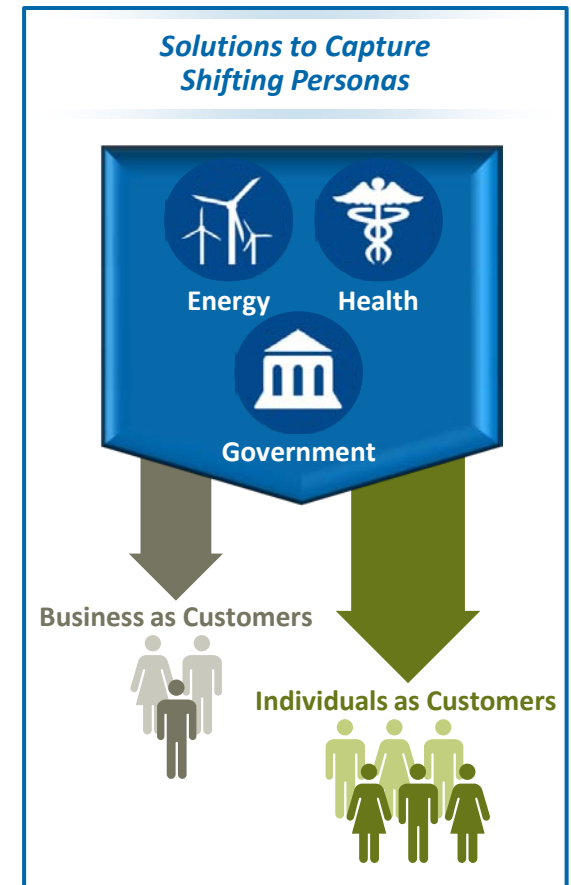 Solutions to Capture
Shifting Personas
Energy
Health
Government
Business as Customers
Individuals as Customers